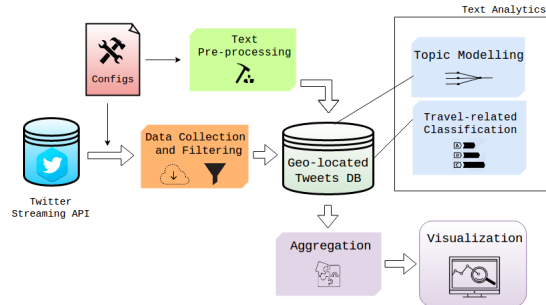 Text Analytics
Text
Pre-processing
Configs
Topic Modelling
Travel-related
Classification
A
D
C
Data Collection
and Filtering
Geo-located
Tweets DB
Twitter
Streaming API
Aggregation
Visualization